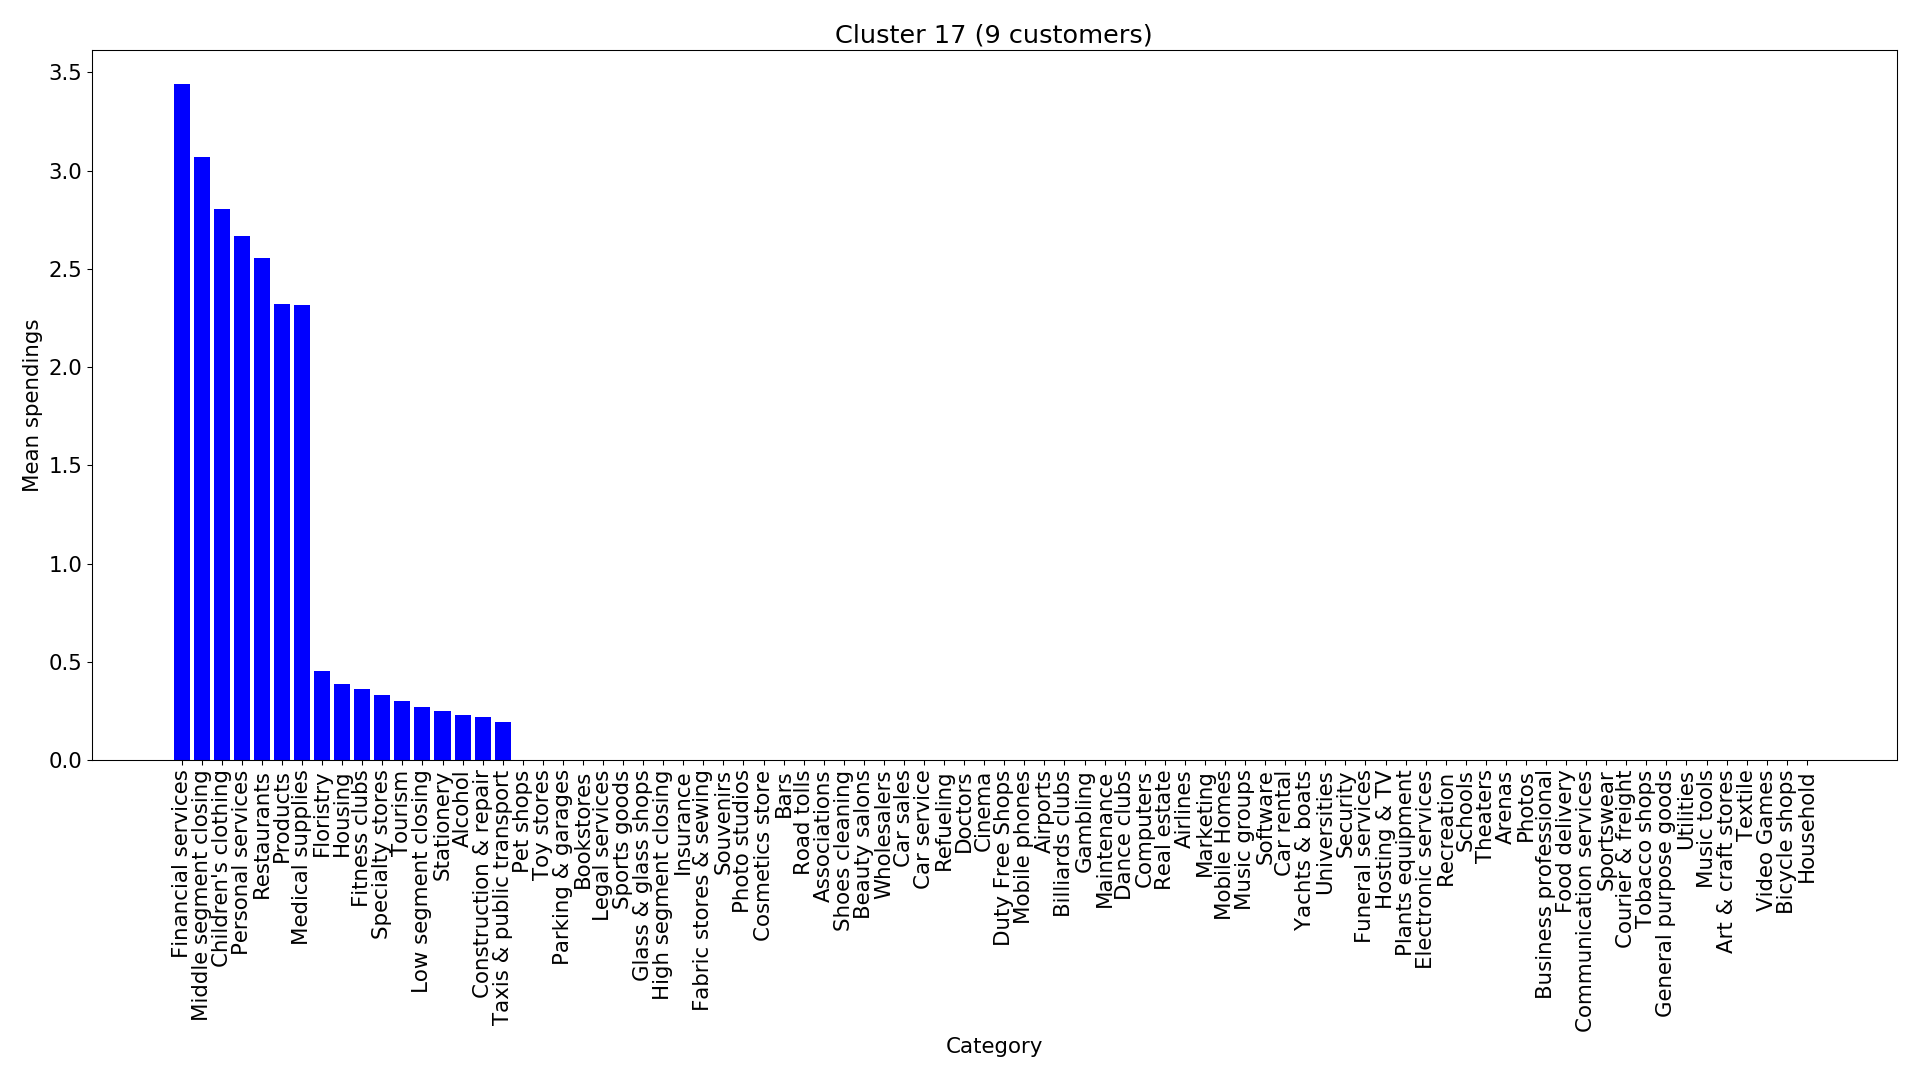 Cluster 17 (9 customers)
3.5
3.0
2.5
2.0
1.5
1.0
0.5
0.0
Mean spendings
Financial services
Middle segment closing
Children's clothing
Personal services
Restaurants
Products
Medical supplies
Floristry
Housing
Fitness clubs
Specialty stores
Tourism
Low segment closing
Stationery
Alcohol
Construction & repair
Taxis & public transport
Pet shops
Toy stores
Parking & garages
Bookstores
Legal services
Sports goods
Glass & glass shops
High segment closing
Insurance
Fabric stores & sewing
Souvenirs
Photo studios
Cosmetics store
Bars
Road tolls
Associations
Shoes cleaning
Beauty salons
Wholesalers
Car sales
Car service
Refueling
Doctors
Cinema
Duty Free Shops
Mobile phones
Airports
Billiards clubs
Gambling
Maintenance
Dance clubs
Computers
Real estate
Airlines
Marketing
Mobile Homes
Music groups
Software
Car rental
Yachts & boats
Universities
Security
Funeral services
Hosting & TV
Plants equipment
Electronic services
Recreation
Schools
Theaters
Arenas
Photos
Business professional
Food delivery
Communication services
Sportswear
Courier & freight
Tobacco shops
General purpose goods
Utilities
Music tools
Art & craft stores
Textile
Video Games
Bicycle shops
Household
Category